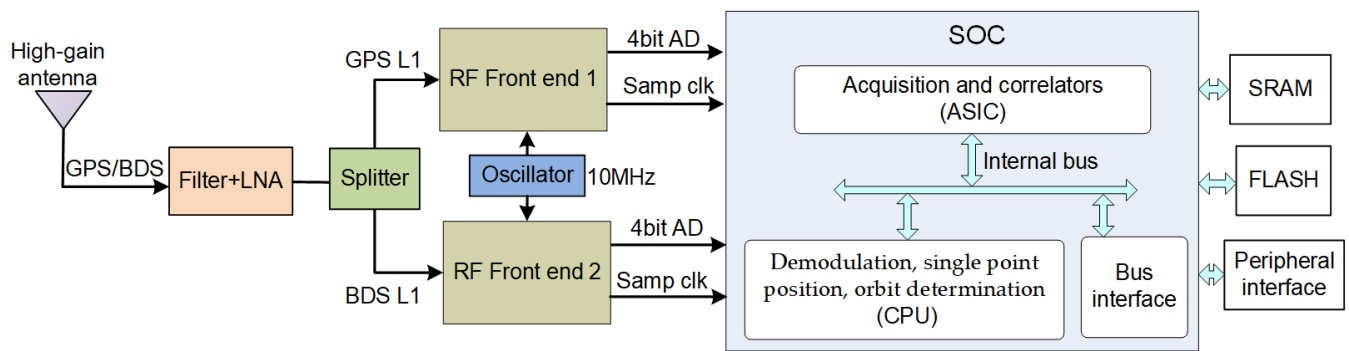 High-gain
antenna
GPS/BDS
Filter+LNA
Splitter
GPS L1
BDS L1
RF Front end 1
Oscillator
10MHz
RF Front end 2
4bit AD
Samp clk
4bit AD
Samp clk
SOC
Acquisition and correlators
(ASIC)
Internal bus
Demodulation, single point
position, orbit determination
(CPU)
Bus
interface
SRAM
FLASH
Peripheral
interface